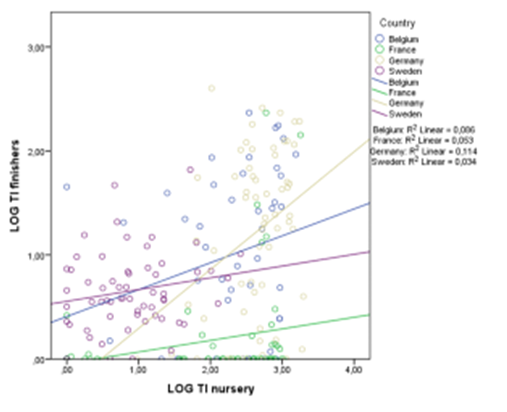 Country
Belgium
France
Germany
Sweden
Belgium
France
Germany
Sweden
Belgium: R2 Linear = 0,086
France: R2 Linear = 0,053
Germany: R2 Linear = 0,114
Sweden: R2 Linear = 0,034
LOG TI finishers
3,00
2,00
1,00
,00
,00 1,00 2,00 3,00 4,00
LOG TI nursery